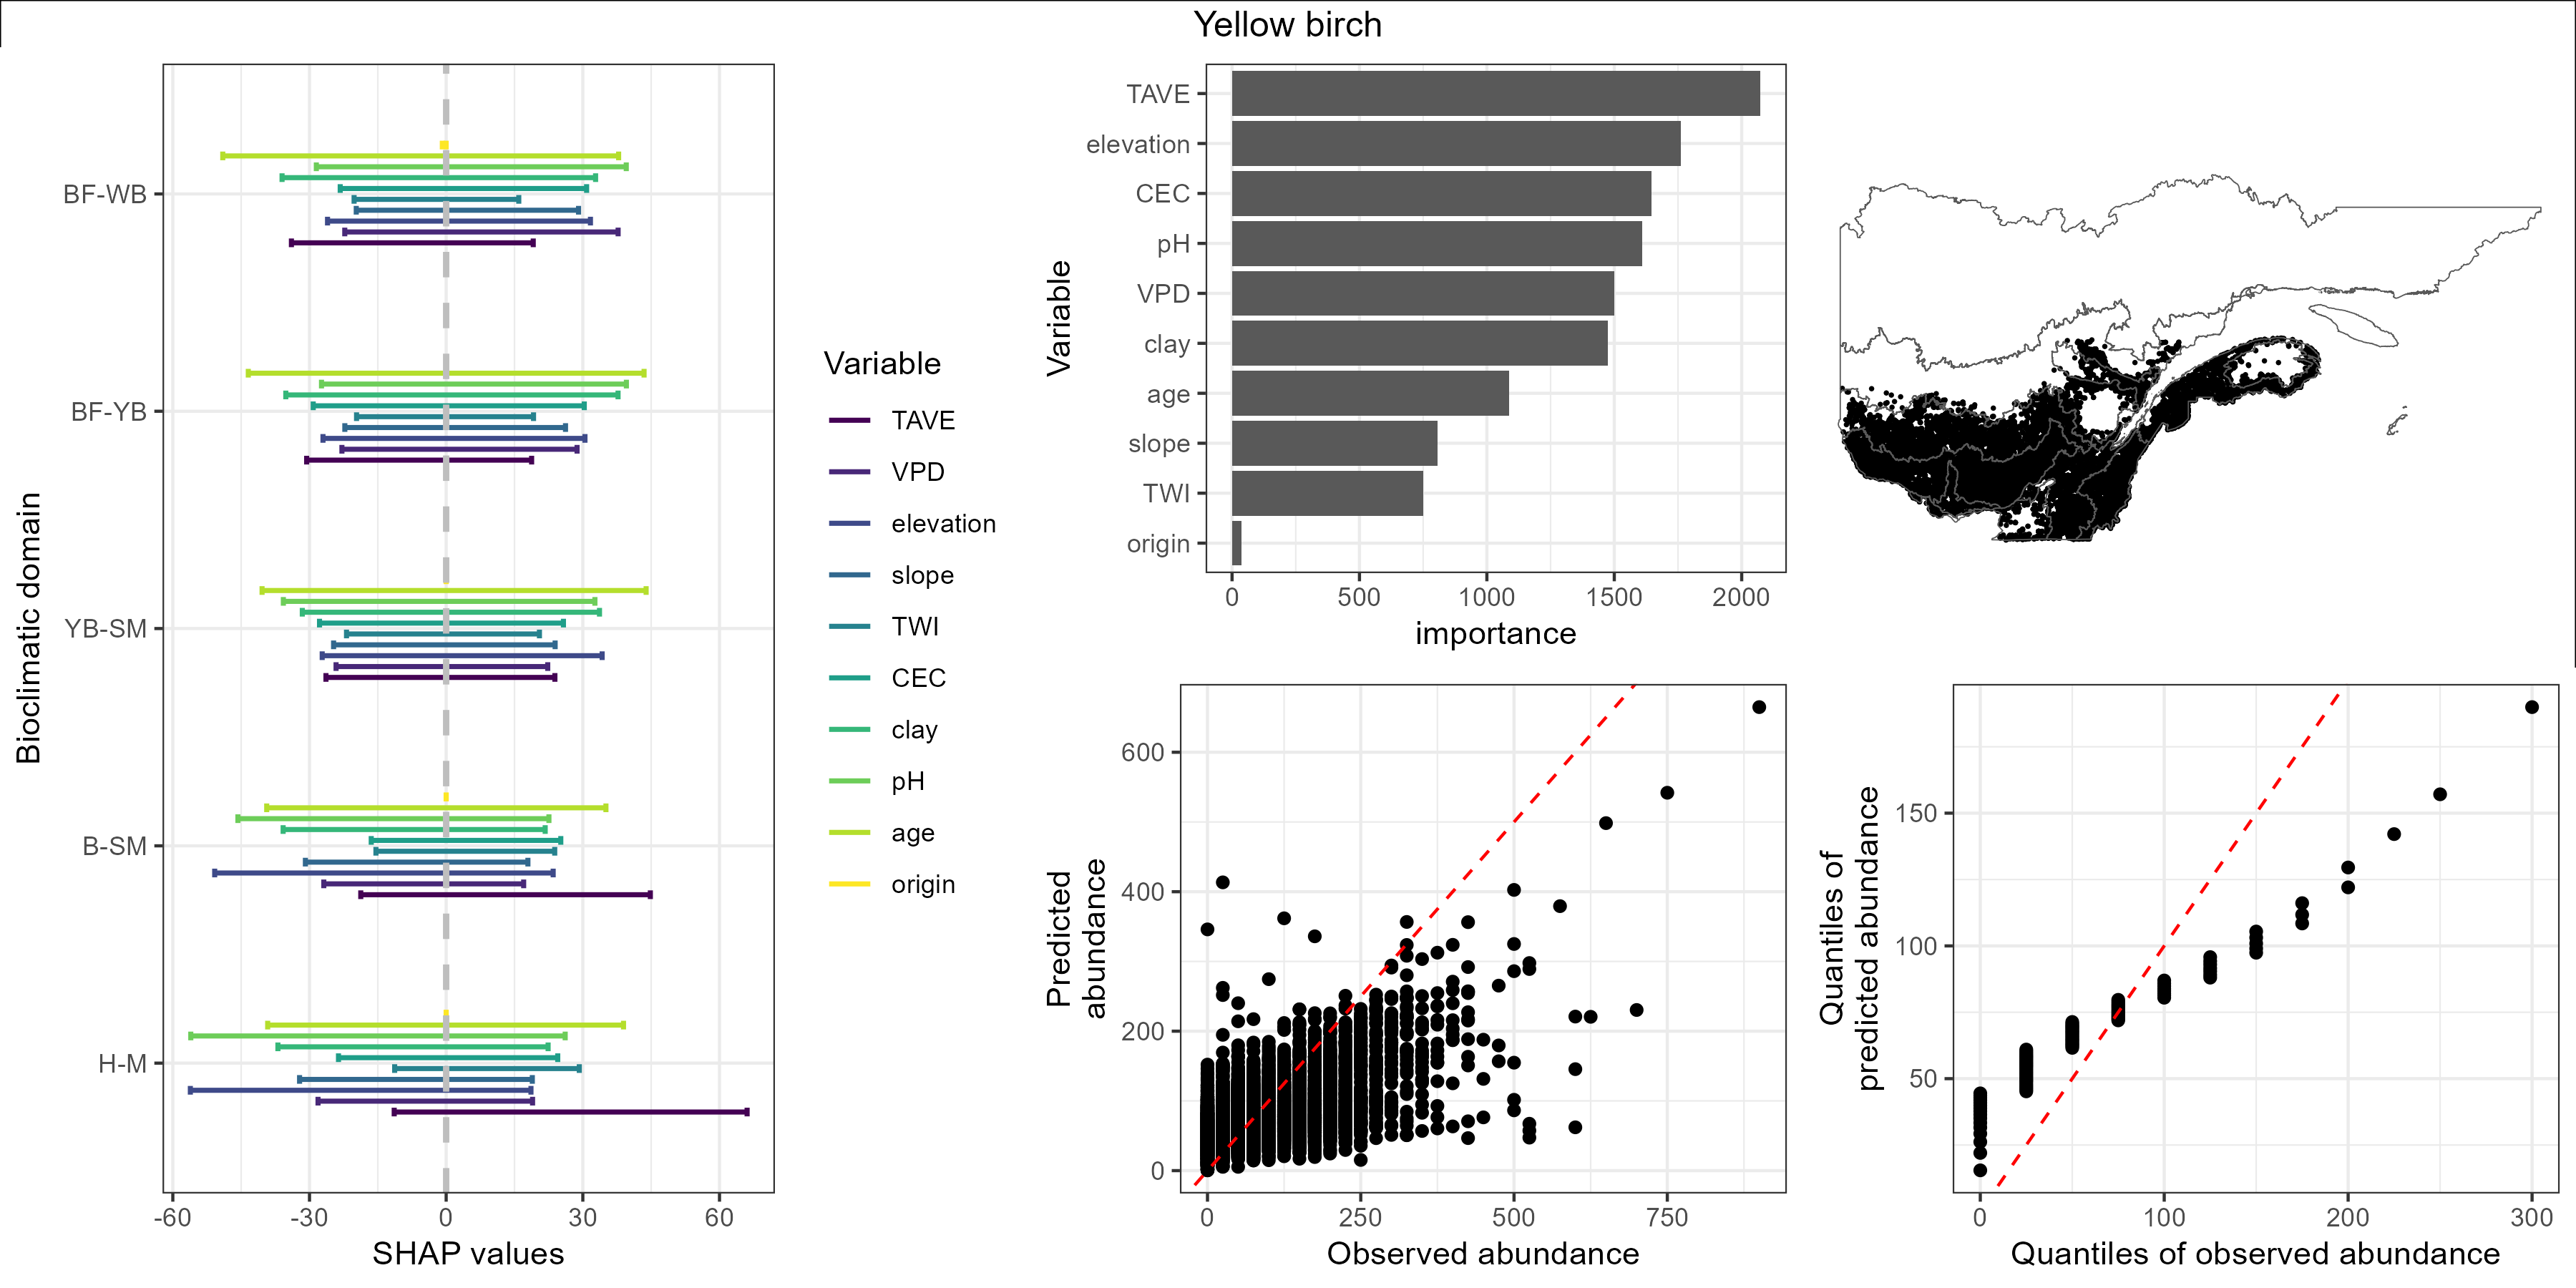 Yellow birch
Bioclimatic domain
BF-WB
BF-YB
YB-SM
B-SM
H-M
-60 -30 0 30 60
SHAP values
Variable
TAVE
VPD
elevation
slope
TWI
CEC
clay
pH
age
origin
Variable
TAVE
elevation
CEC
pH
VPD
clay
age
slope
TWI
origin
0 500 1000 1500 2000
importance
Predicted
abundance
600
400
200
0
0 250 500 750
Observed abundance
Quantiles of
predicted abundance
150
100
50
0 100 200 300
Quantiles of observed abundance